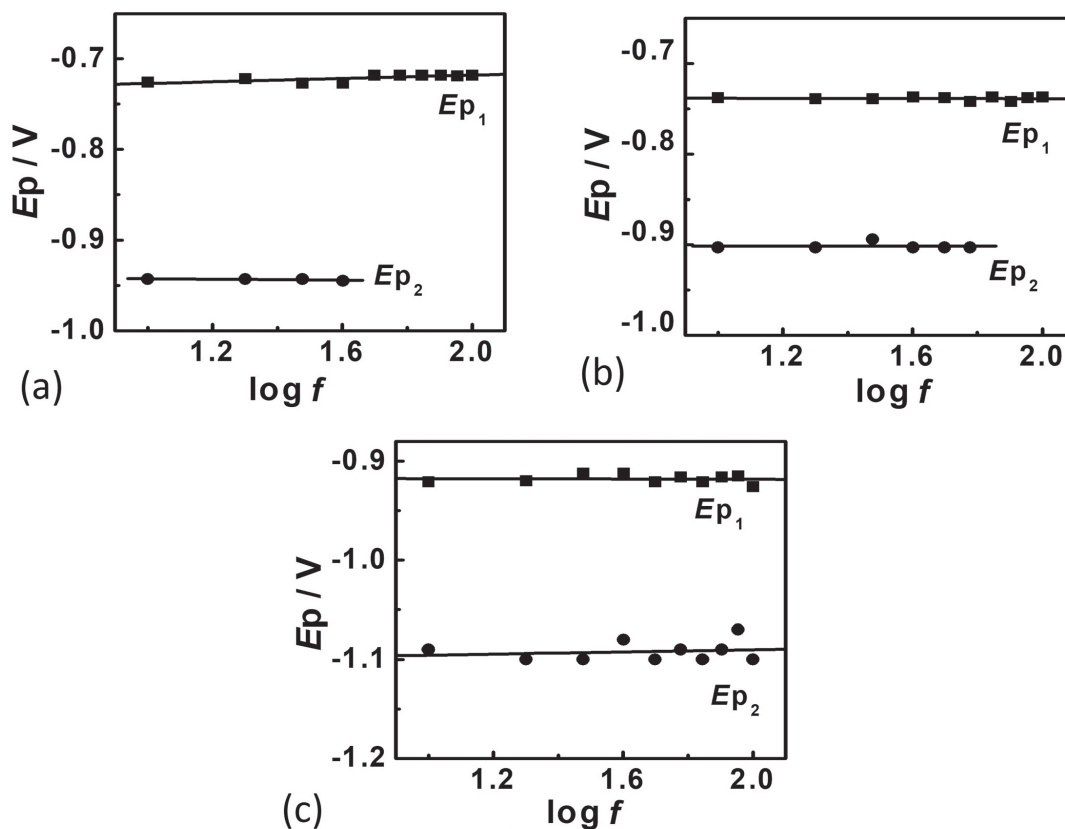 -0.7
-0.8
-0.9
-1.0
Ep / V
Ep₁
Ep₂
1.2 1.6 2.0
log f
(a)
-0.7
-0.8
-0.9
-1.0
Ep / V
Ep₁
Ep₂
1.2 1.6 2.0
log f
(b)
-0.9
-1.0
-1.1
-1.2
Ep / V
Ep₁
Ep₂
1.2 1.6 2.0
log f
(c)